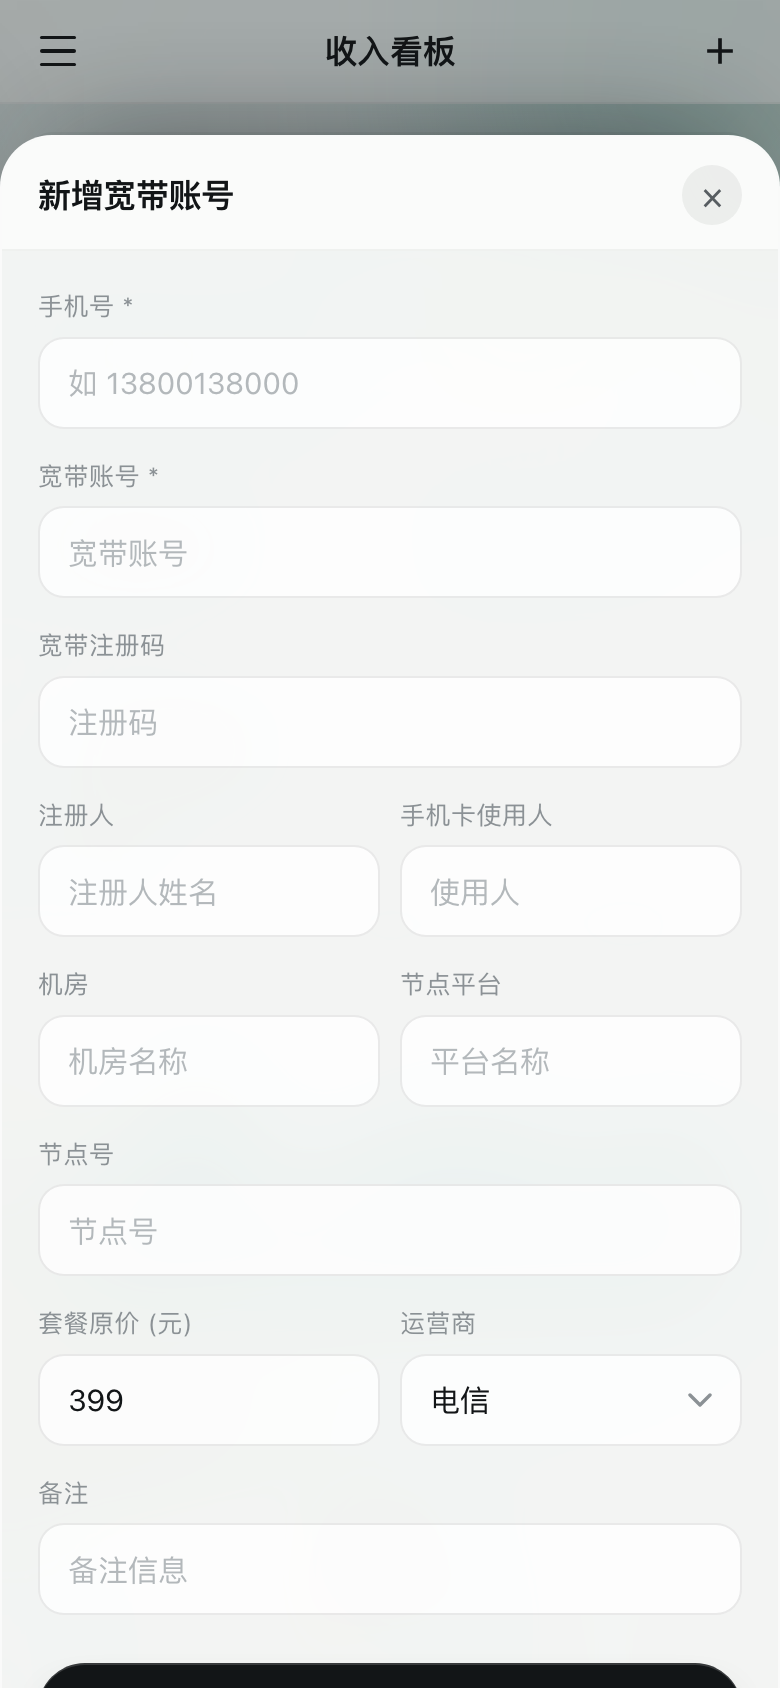 收入看板
新增宽带账号
手机号 *
如 13800138000
宽带账号 *
宽带账号
宽带注册码
注册码
注册人
手机卡使用人
注册人姓名
使用人
机房
节点平台
机房名称
平台名称
节点号
节点号
套餐原价 (元)
运营商
399
电信
备注
备注信息